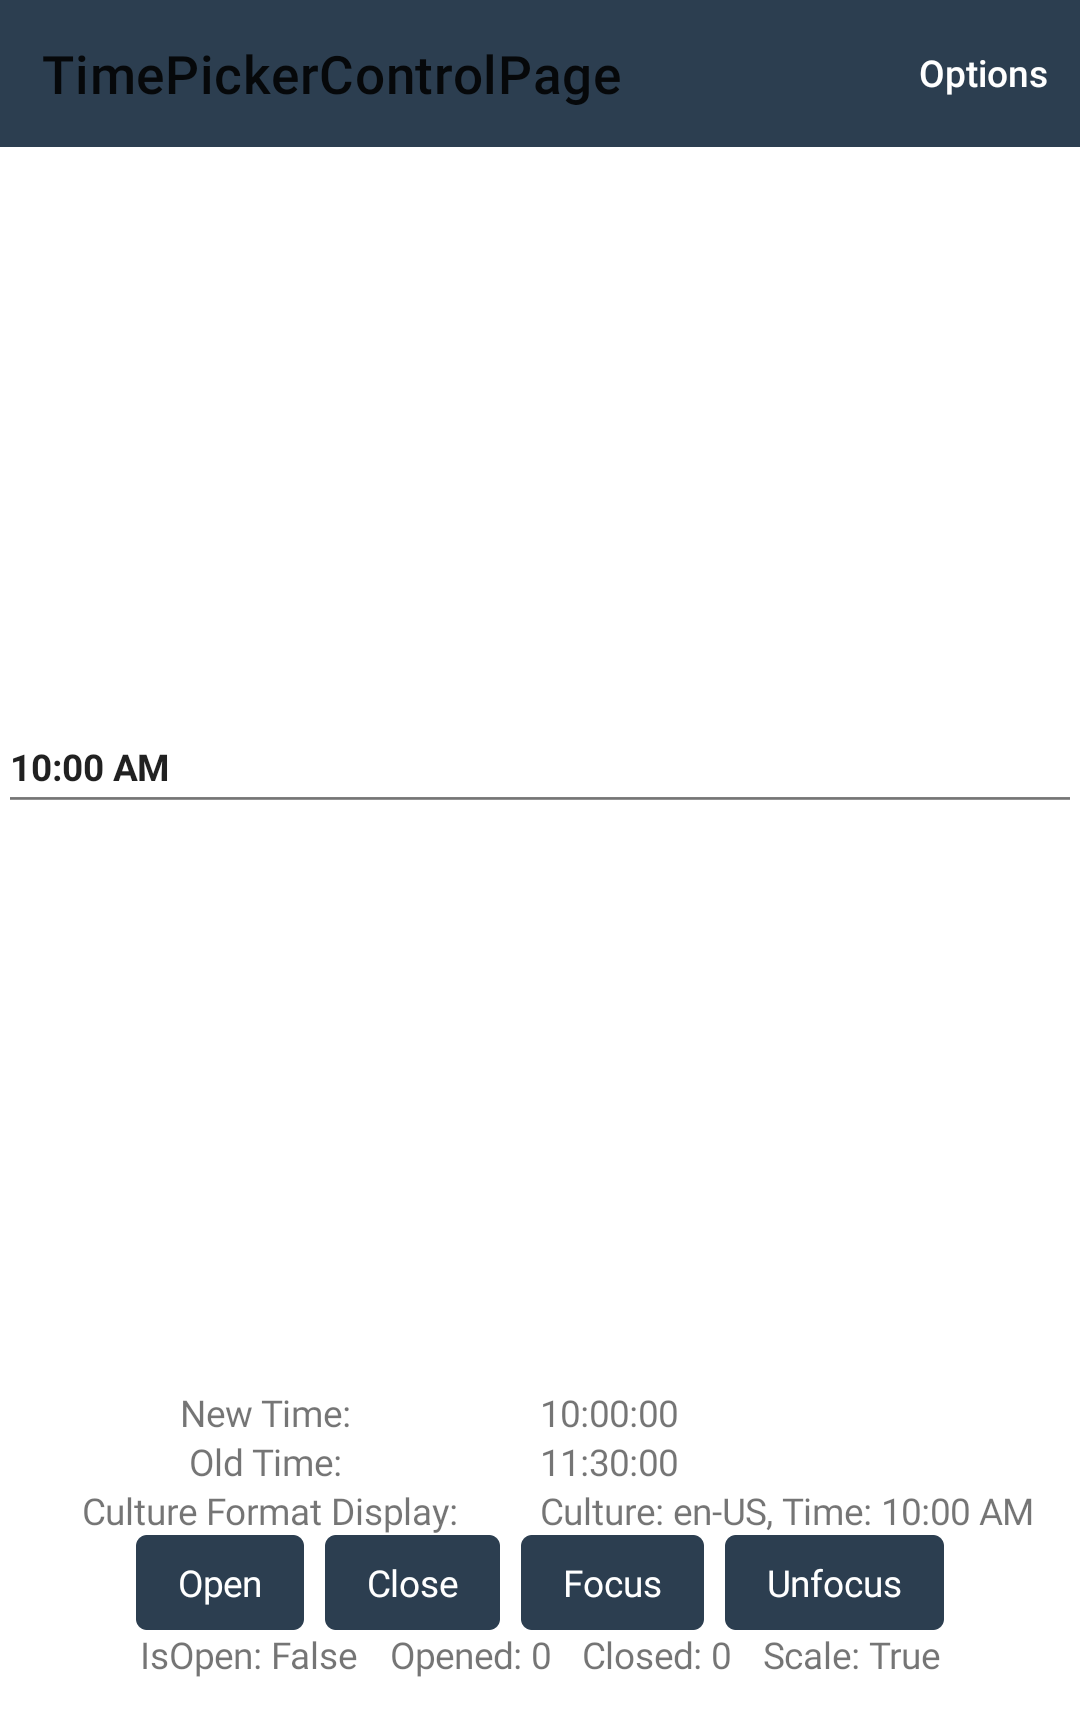 TimePickerControlPage Options
10:00 AM
New Time: 10:00:00
Old Time: 11:30:00
Culture Format Display: Culture: en-US, Time: 10:00 AM
Open Close Focus Unfocus
IsOpen: False Opened: 0 Closed: 0 Scale: True